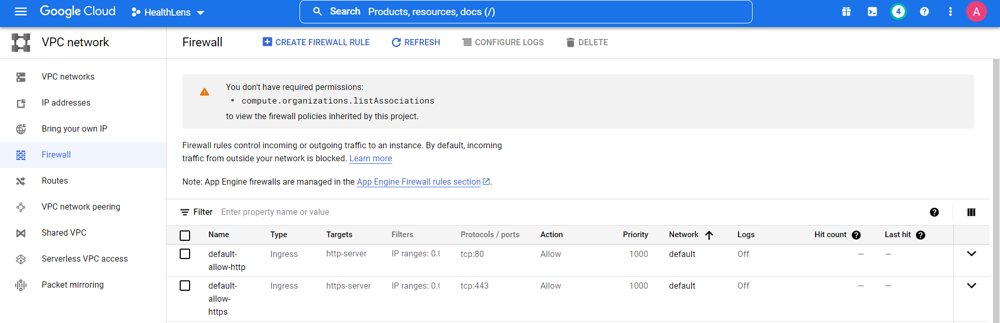 Google Cloud
HealthLens
Search Products, resources, docs (/)
4
A
VPC network
Firewall
CREATE FIREWALL RULE
REFRESH
CONFIGURE LOGS
DELETE
VPC networks
IP addresses
Bring your own IP
Firewall
Routes
VPC network peering
Shared VPC
Serverless VPC access
Packet mirroring
You don't have required permissions:
• compute.organizations.listAssociations
to view the firewall policies inherited by this project.
Firewall rules control incoming or outgoing traffic to an instance. By default, incoming
traffic from outside your network is blocked. Learn more
Note: App Engine firewalls are managed in the App Engine Firewall rules section.
Filter Enter property name or value
Name Type Targets Filters Protocols / ports Action Priority Network Logs Hit count Last hit
default- Ingress http-server IP ranges: 0. tcp:80 Allow 1000 default Off — —
allow-http
default- Ingress https-server IP ranges: 0. tcp:443 Allow 1000 default Off — —
allow-
https